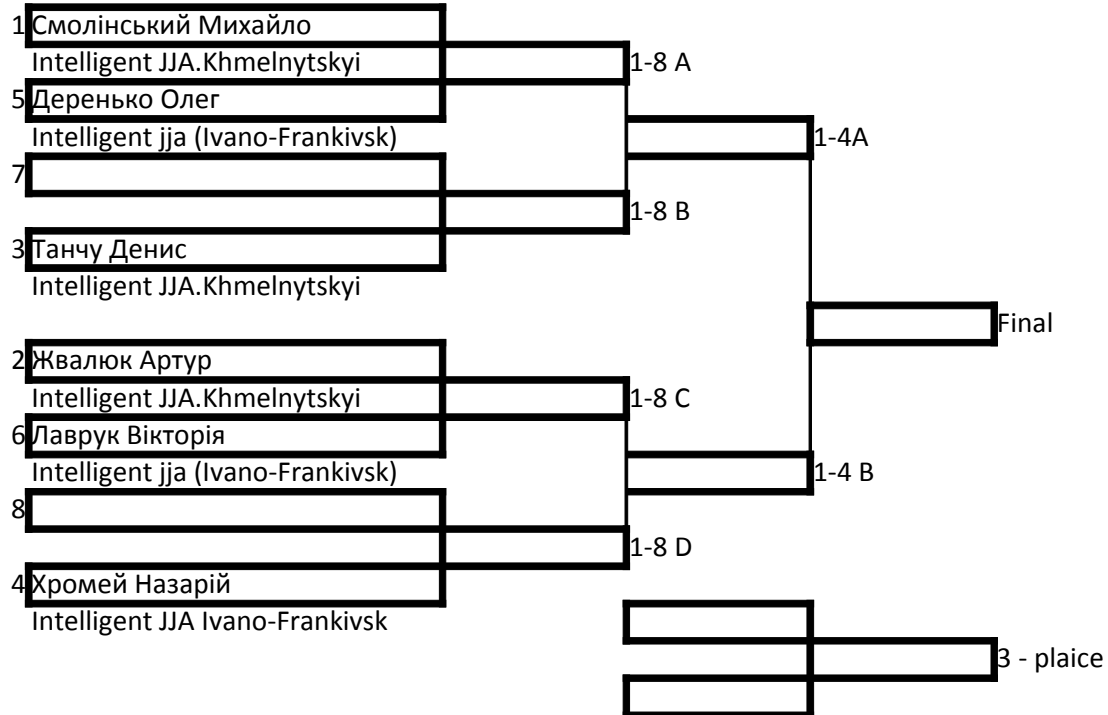 1 Смолінський Михайло
Intelligent JJA.Khmelnytskyi
1-8 A
5 Деренько Олег
Intelligent jja (Ivano-Frankivsk)
1-4A
7
1-8 B
3 Танчу Денис
Intelligent JJA.Khmelnytskyi
Final
2 Жвалюк Артур
Intelligent JJA.Khmelnytskyi
1-8 C
6 Лаврук Вікторія
Intelligent jja (Ivano-Frankivsk)
1-4 B
8
1-8 D
4 Хромей Назарій
Intelligent JJA Ivano-Frankivsk
3 - plaice